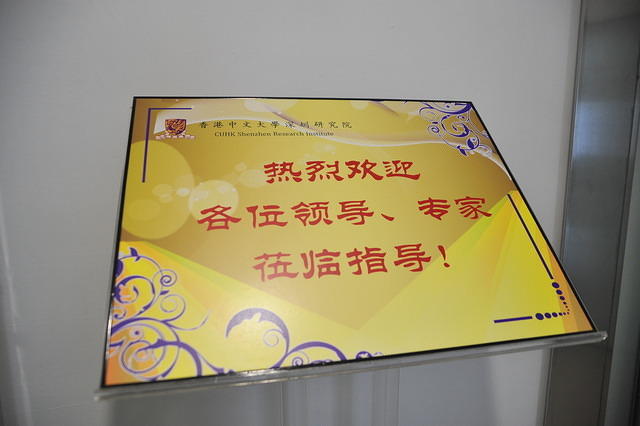 香港中文大學深圳研究院
CUHK Shenzhen Research Institute
热烈欢迎
各位领导、专家
莅临指导！